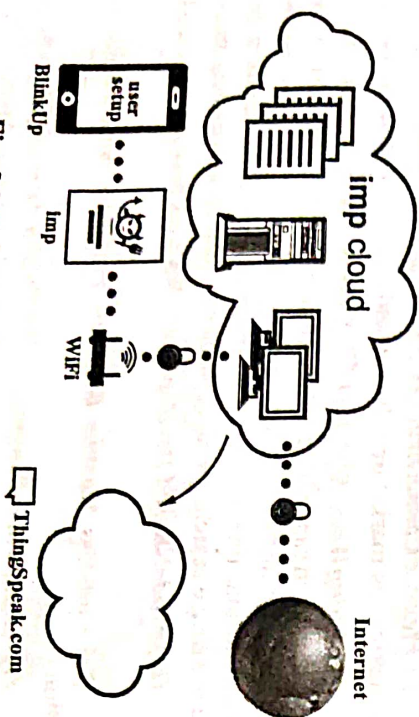 imp cloud
Internet
user
setup
BlinkUp
imp
WiFi
ThingSpeak.com